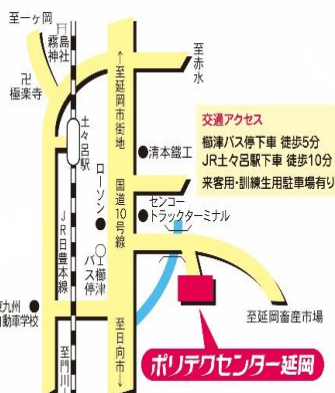 至一ヶ岡
霧島神社
卍
極楽寺
土々呂駅
↑至延岡市街地
至赤水
清本鐵工
交通アクセス
櫛津バス停下車 徒歩5分
JR土々呂駅下車 徒歩10分
来客用・訓練生用駐車場有り
ローソン
国道10号線
センコー
トラックターミナル
JR日豊本線
櫛津
バス停
東九州
自動車学校
至門川
至日向市↓
至延岡畜産市場
ポリテクセンター延岡